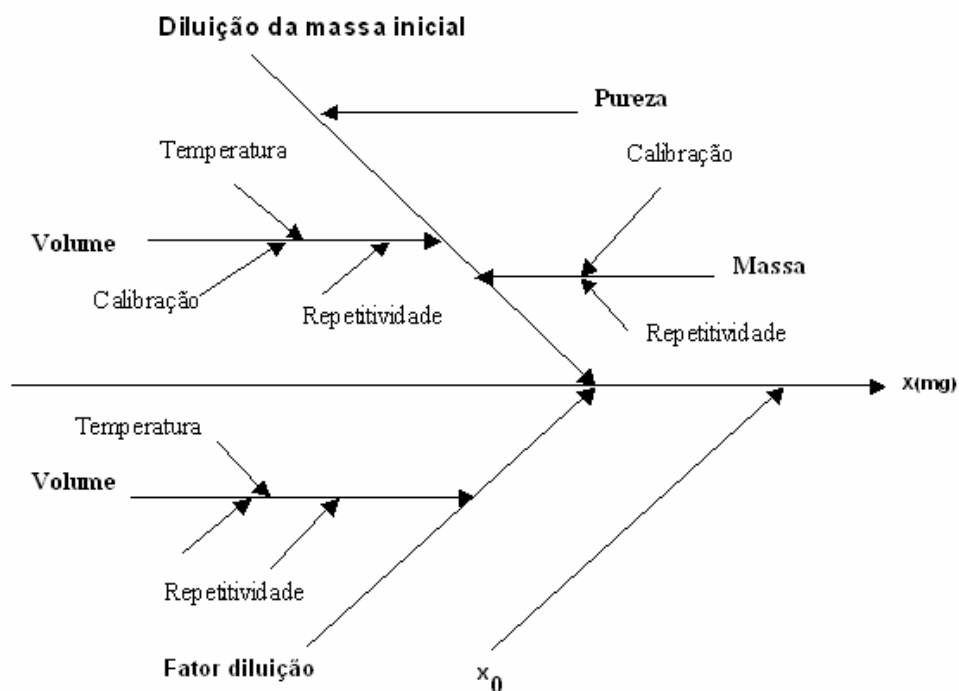 Diluição da massa inicial
Pureza
Temperatura
Calibração
Volume
Massa
Calibração
Repetitividade
Repetitividade
X(mg)
Temperatura
Volume
Repetitividade
Fator diluição
x0